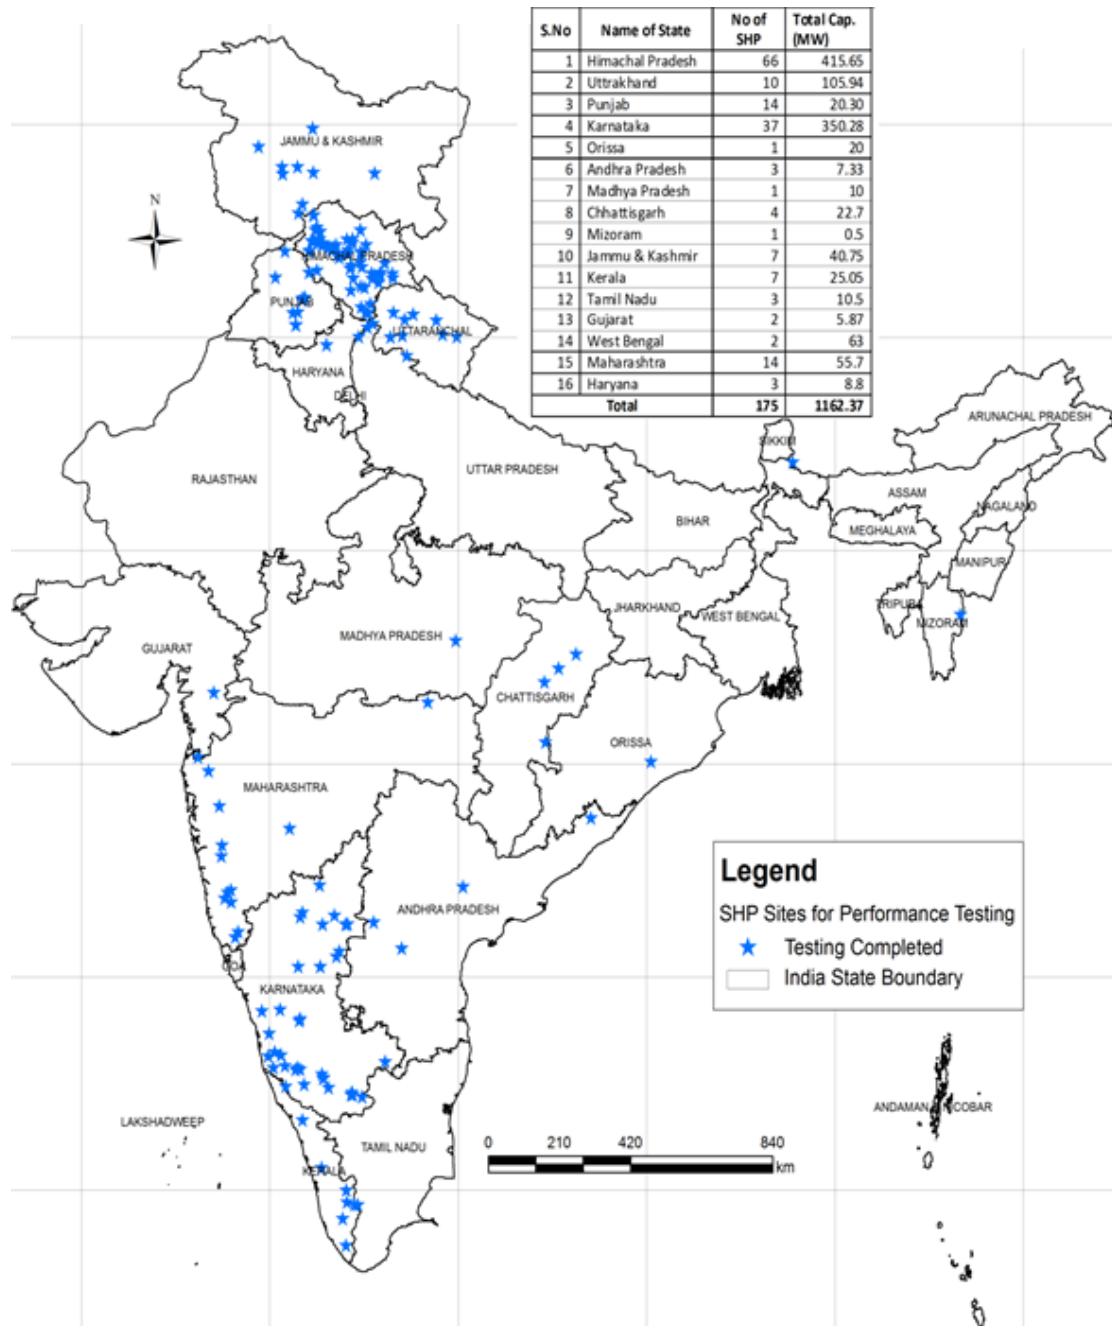 S.No Name of State No of SHP Total Cap. (MW)
1 Himachal Pradesh 66 415.65
2 Uttrakhand 10 105.94
3 Punjab 14 20.30
4 Karnataka 37 350.28
5 Orissa 1 20
6 Andhra Pradesh 3 7.33
7 Madhya Pradesh 1 10
8 Chhattisgarh 4 22.7
9 Mizoram 1 0.5
10 Jammu & Kashmir 7 40.75
11 Kerala 7 25.05
12 Tamil Nadu 3 10.5
13 Gujarat 2 5.87
14 West Bengal 2 63
15 Maharashtra 14 55.7
16 Haryana 3 8.8
Total 175 1162.37
JAMMU & KASHMIR
N
HIMACHAL PRADESH
PUNJAB
UTTARANCHAL
HARYANA
DELHI
ARUNACHAL PRADESH
SIKKIM
RAJASTHAN
UTTAR PRADESH
ASSAM
NAGALAND
BIHAR
MEGHALAYA
MANIPUR
JHARKHAND
TRIPURA
WEST BENGAL
MIZORAM
MADHYA PRADESH
GUJARAT
CHATTISGARH
ORISSA
MAHARASHTRA
Legend
ANDHRA PRADESH
SHP Sites for Performance Testing
Testing Completed
GOA
India State Boundary
KARNATAKA
ANDAMAN & NICOBAR
LAKSHADWEEP
TAMIL NADU
0 210 420 840
km
KERALA